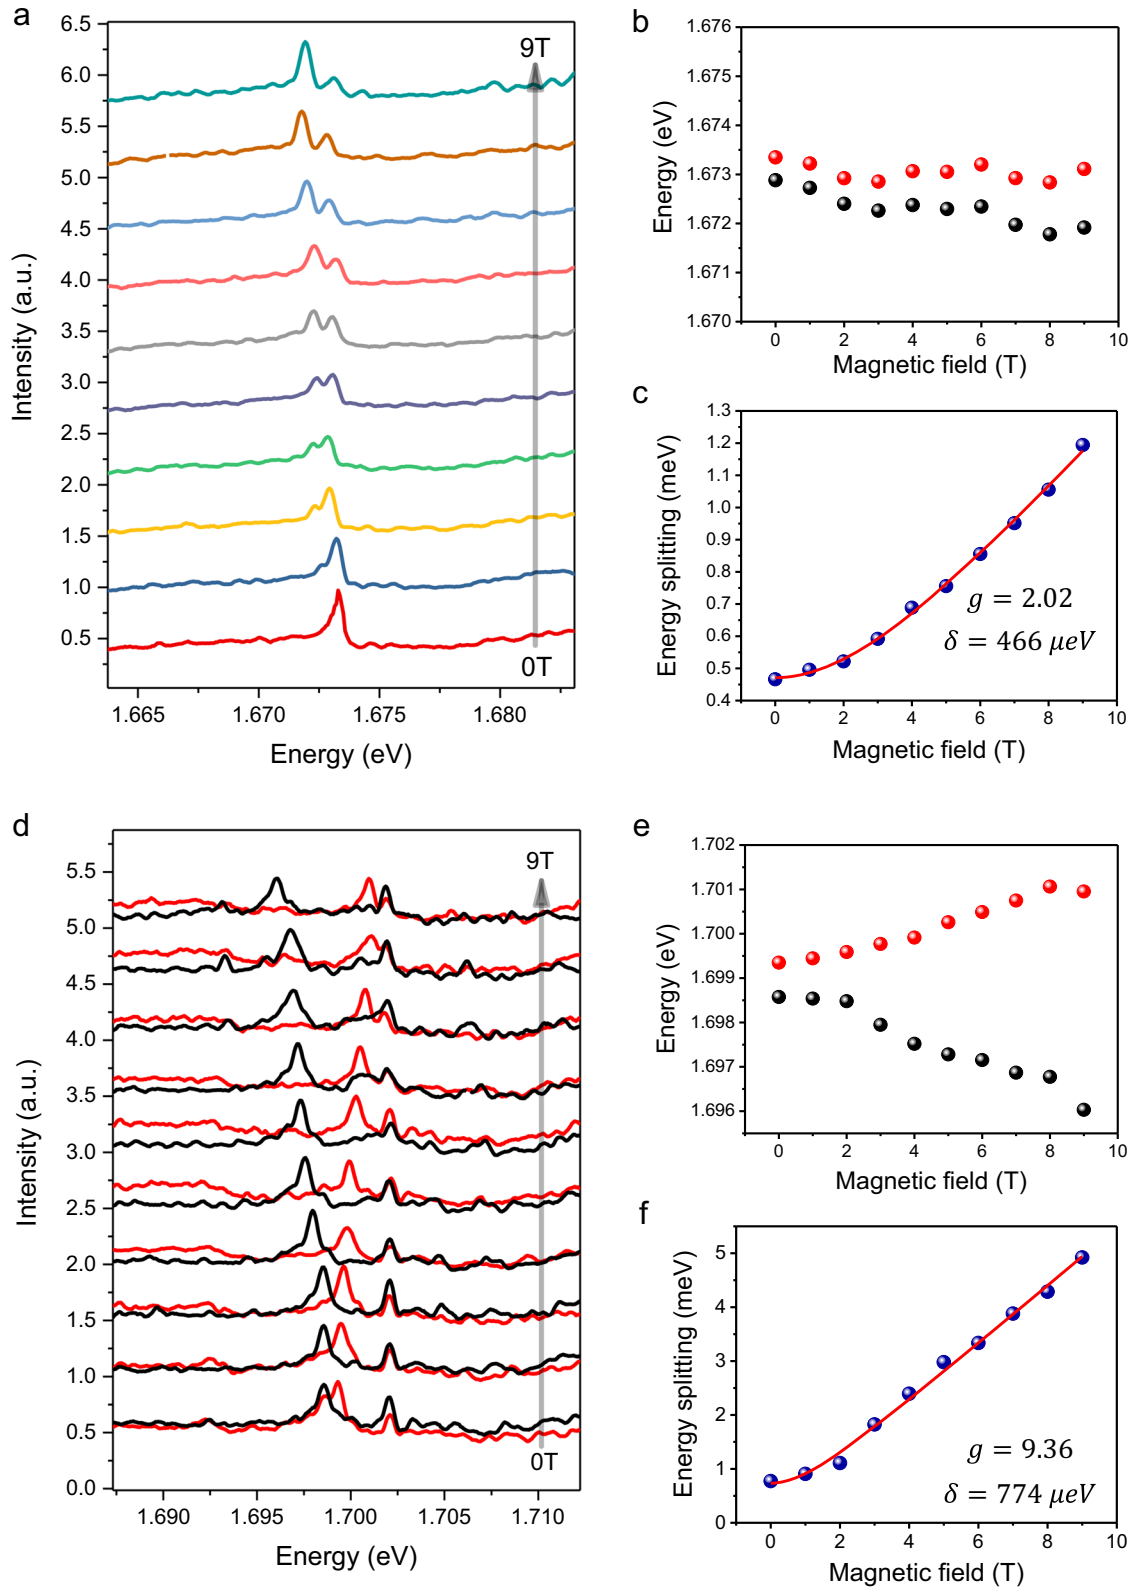 a
6.5
6.0
5.5
5.0
4.5
4.0
3.5
3.0
2.5
2.0
1.5
1.0
0.5
Intensity (a.u.)
9T
0T
1.665 1.670 1.675 1.680
Energy (eV)
b
1.676
1.675
1.674
1.673
1.672
1.671
1.670
Energy (eV)
0 2 4 6 8 10
Magnetic field (T)
c
1.3
1.2
1.1
1.0
0.9
0.8
0.7
0.6
0.5
0.4
Energy splitting (meV)
g = 2.02
δ = 466 μeV
0 2 4 6 8 10
Magnetic field (T)
d
5.5
5.0
4.5
4.0
3.5
3.0
2.5
2.0
1.5
1.0
0.5
0.0
Intensity (a.u.)
9T
0T
1.690 1.695 1.700 1.705 1.710
Energy (eV)
e
1.702
1.701
1.700
1.699
1.698
1.697
1.696
Energy (eV)
0 2 4 6 8 10
Magnetic field (T)
f
5
4
3
2
1
0
Energy splitting (meV)
g = 9.36
δ = 774 μeV
0 2 4 6 8 10
Magnetic field (T)